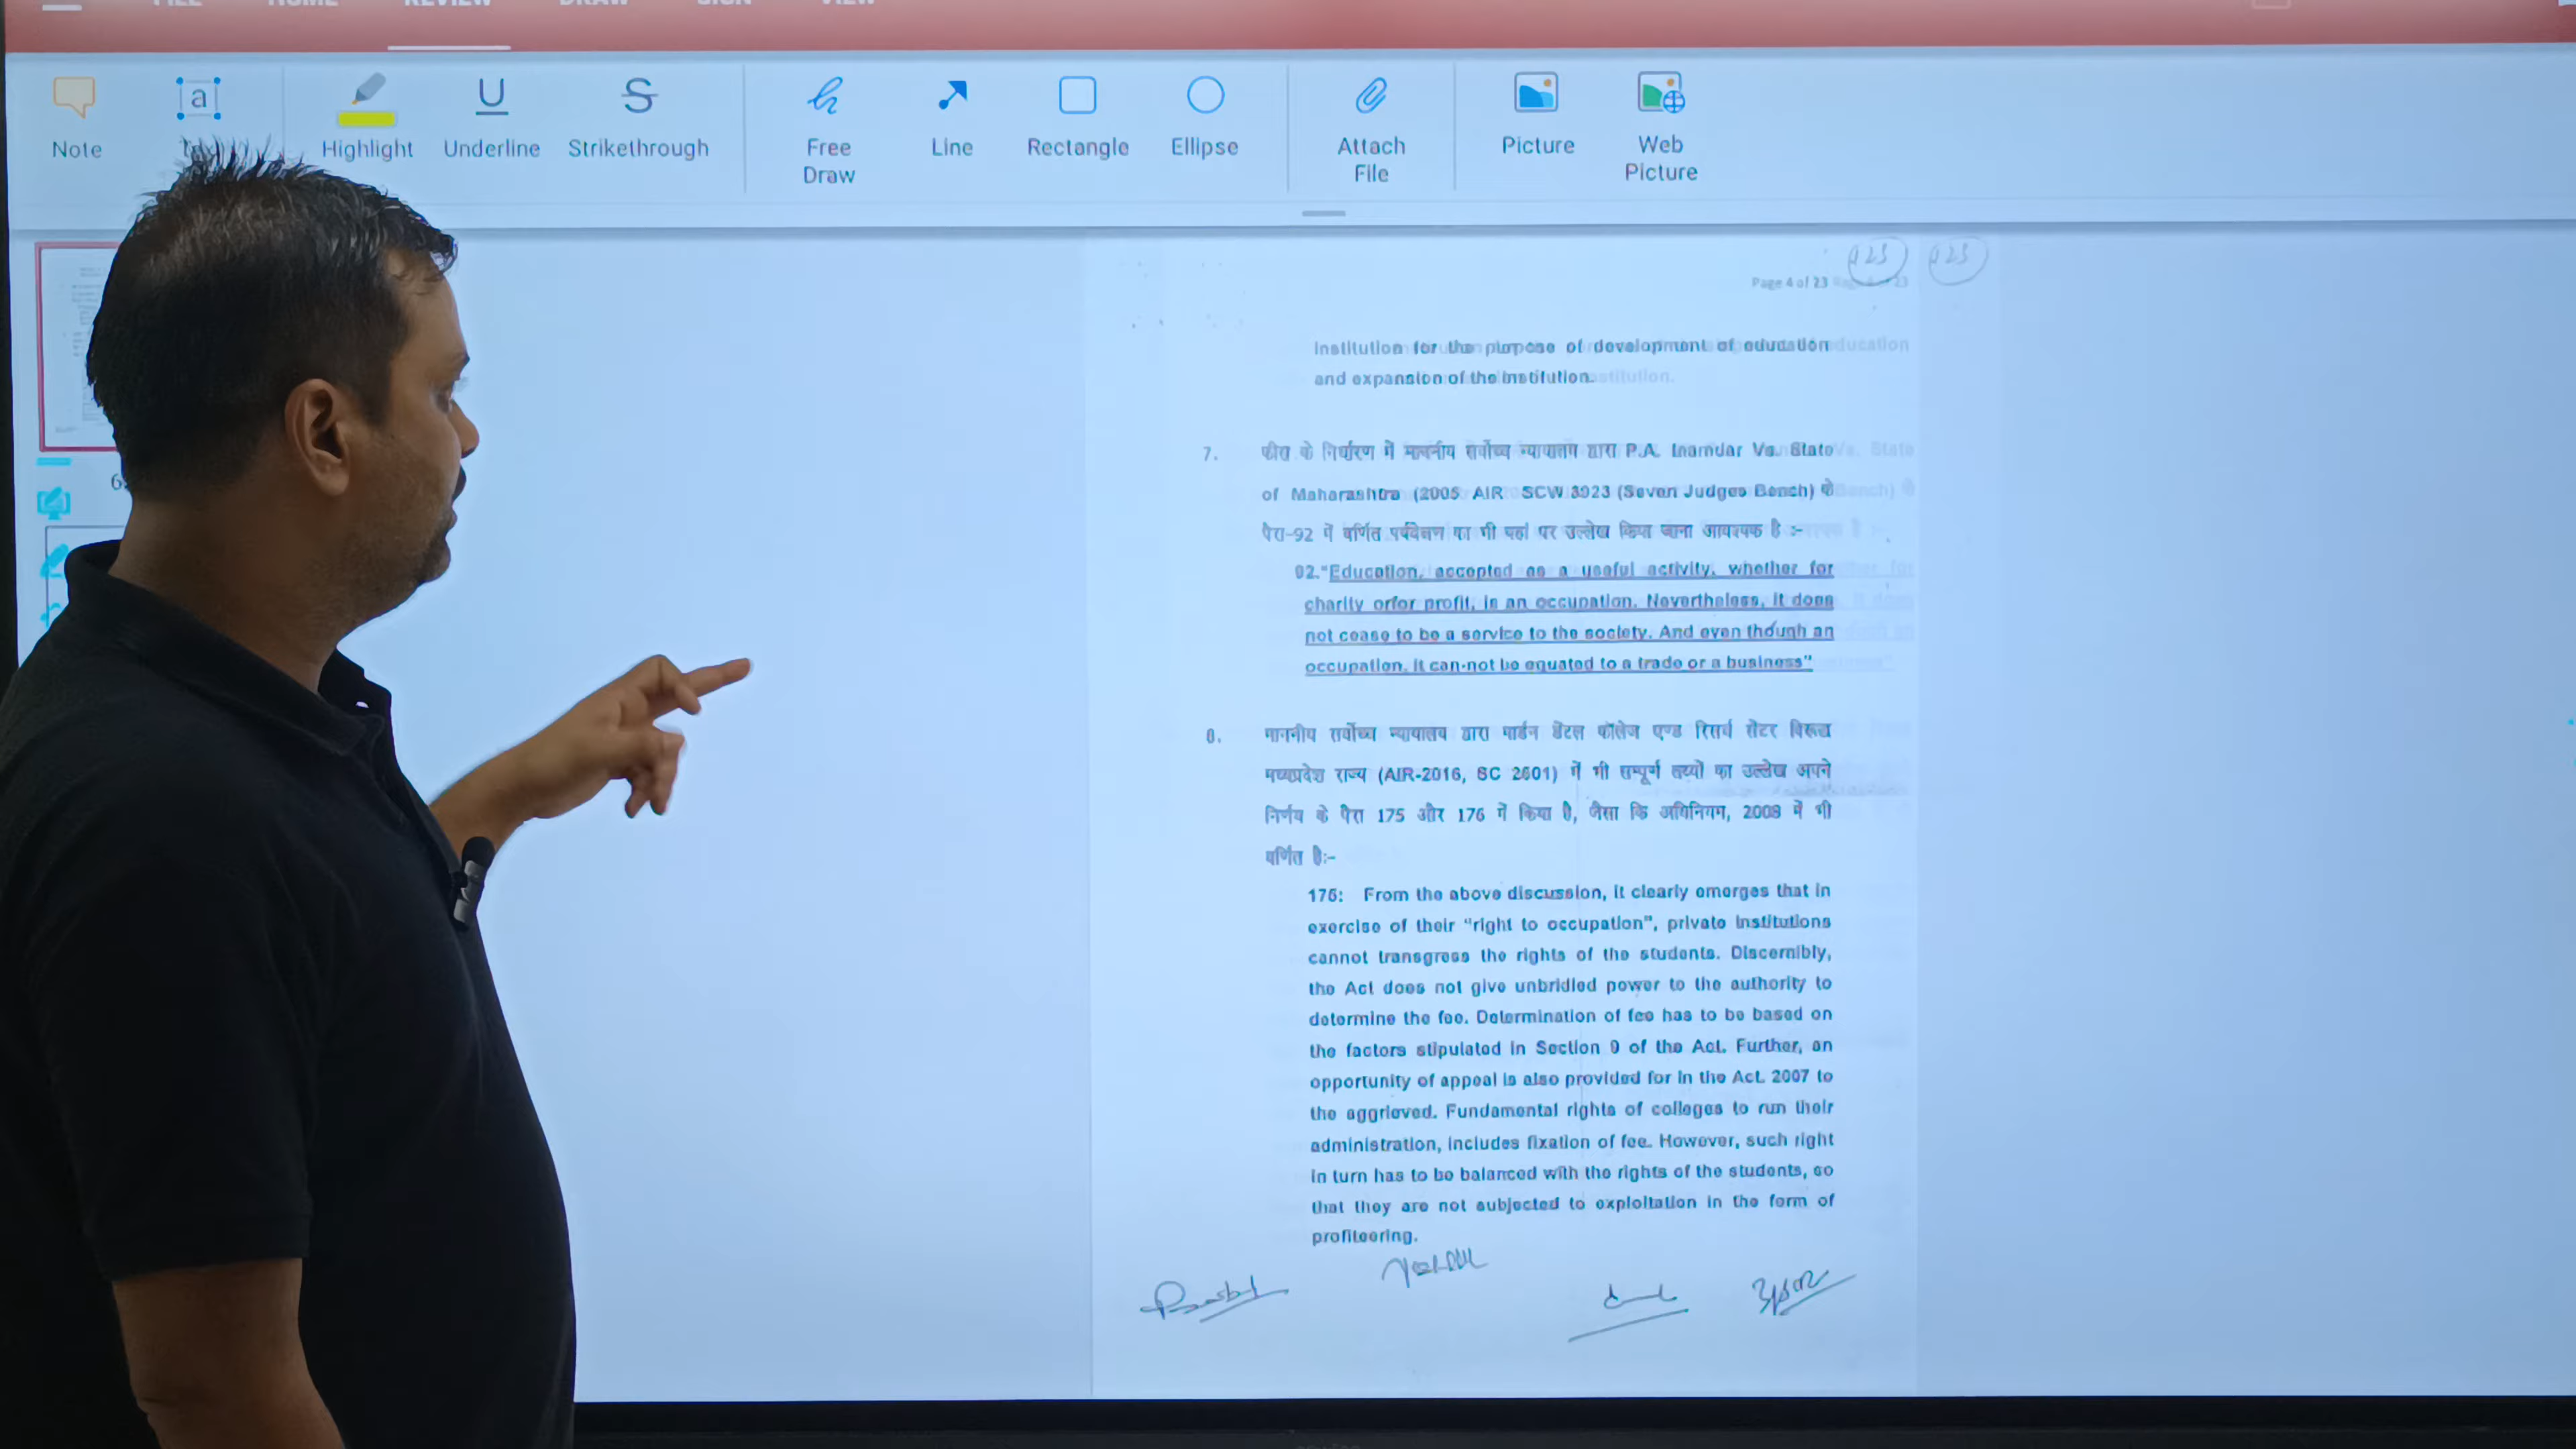 FILE HOME REVIEW DRAW SIGN VIEW
Note Highlight Underline Strikethrough Free Draw Line Rectangle Ellipse Attach File Picture Web Picture
Page 4 of 23
institution for the purpose of development of education
and expansion of the institution.
7. फीस के निर्धारण में माननीय सर्वोच्च न्यायालय द्वारा P.A. Inamdar Vs. State
of Maharashtra (2005 AIR SCW 3923 (Seven Judges Bench) के
पैरा-92 में वर्णित पर्यवेक्षण का भी यहां पर उल्लेख किया जाना आवश्यक है :-
92."Education, accepted as a useful activity, whether for
charity orfor profit, is an occupation. Nevertheless, it does
not cease to be a service to the society. And even though an
occupation, it can-not be equated to a trade or a business"
8. माननीय सर्वोच्च न्यायालय द्वारा मार्डन डेंटल कॉलेज एण्ड रिसर्च सेंटर विरूद्ध
मध्यप्रदेश राज्य (AIR-2016, SC 2601) में भी सम्पूर्ण तथ्यों का उल्लेख अपने
निर्णय के पैरा 175 और 176 में किया है, जैसा कि अधिनियम, 2008 में भी
वर्णित है:-
175: From the above discussion, it clearly emerges that in
exercise of their "right to occupation", private institutions
cannot transgress the rights of the students. Discernibly,
the Act does not give unbridled power to the authority to
determine the fee. Determination of fee has to be based on
the factors stipulated in Section 9 of the Act. Further, an
opportunity of appeal is also provided for in the Act. 2007 to
the aggrieved. Fundamental rights of colleges to run their
administration, includes fixation of fee. However, such right
in turn has to be balanced with the rights of the students, so
that they are not subjected to exploitation in the form of
profiteering.